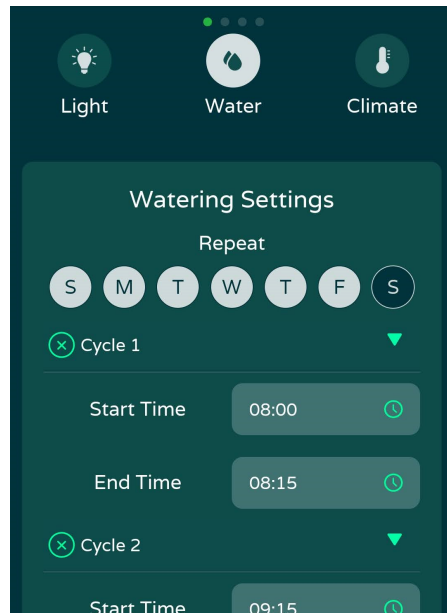 Light Water Climate
Watering Settings
Repeat
S M T W T F S
Cycle 1
Start Time 08:00
End Time 08:15
Cycle 2
Start Time 09:15